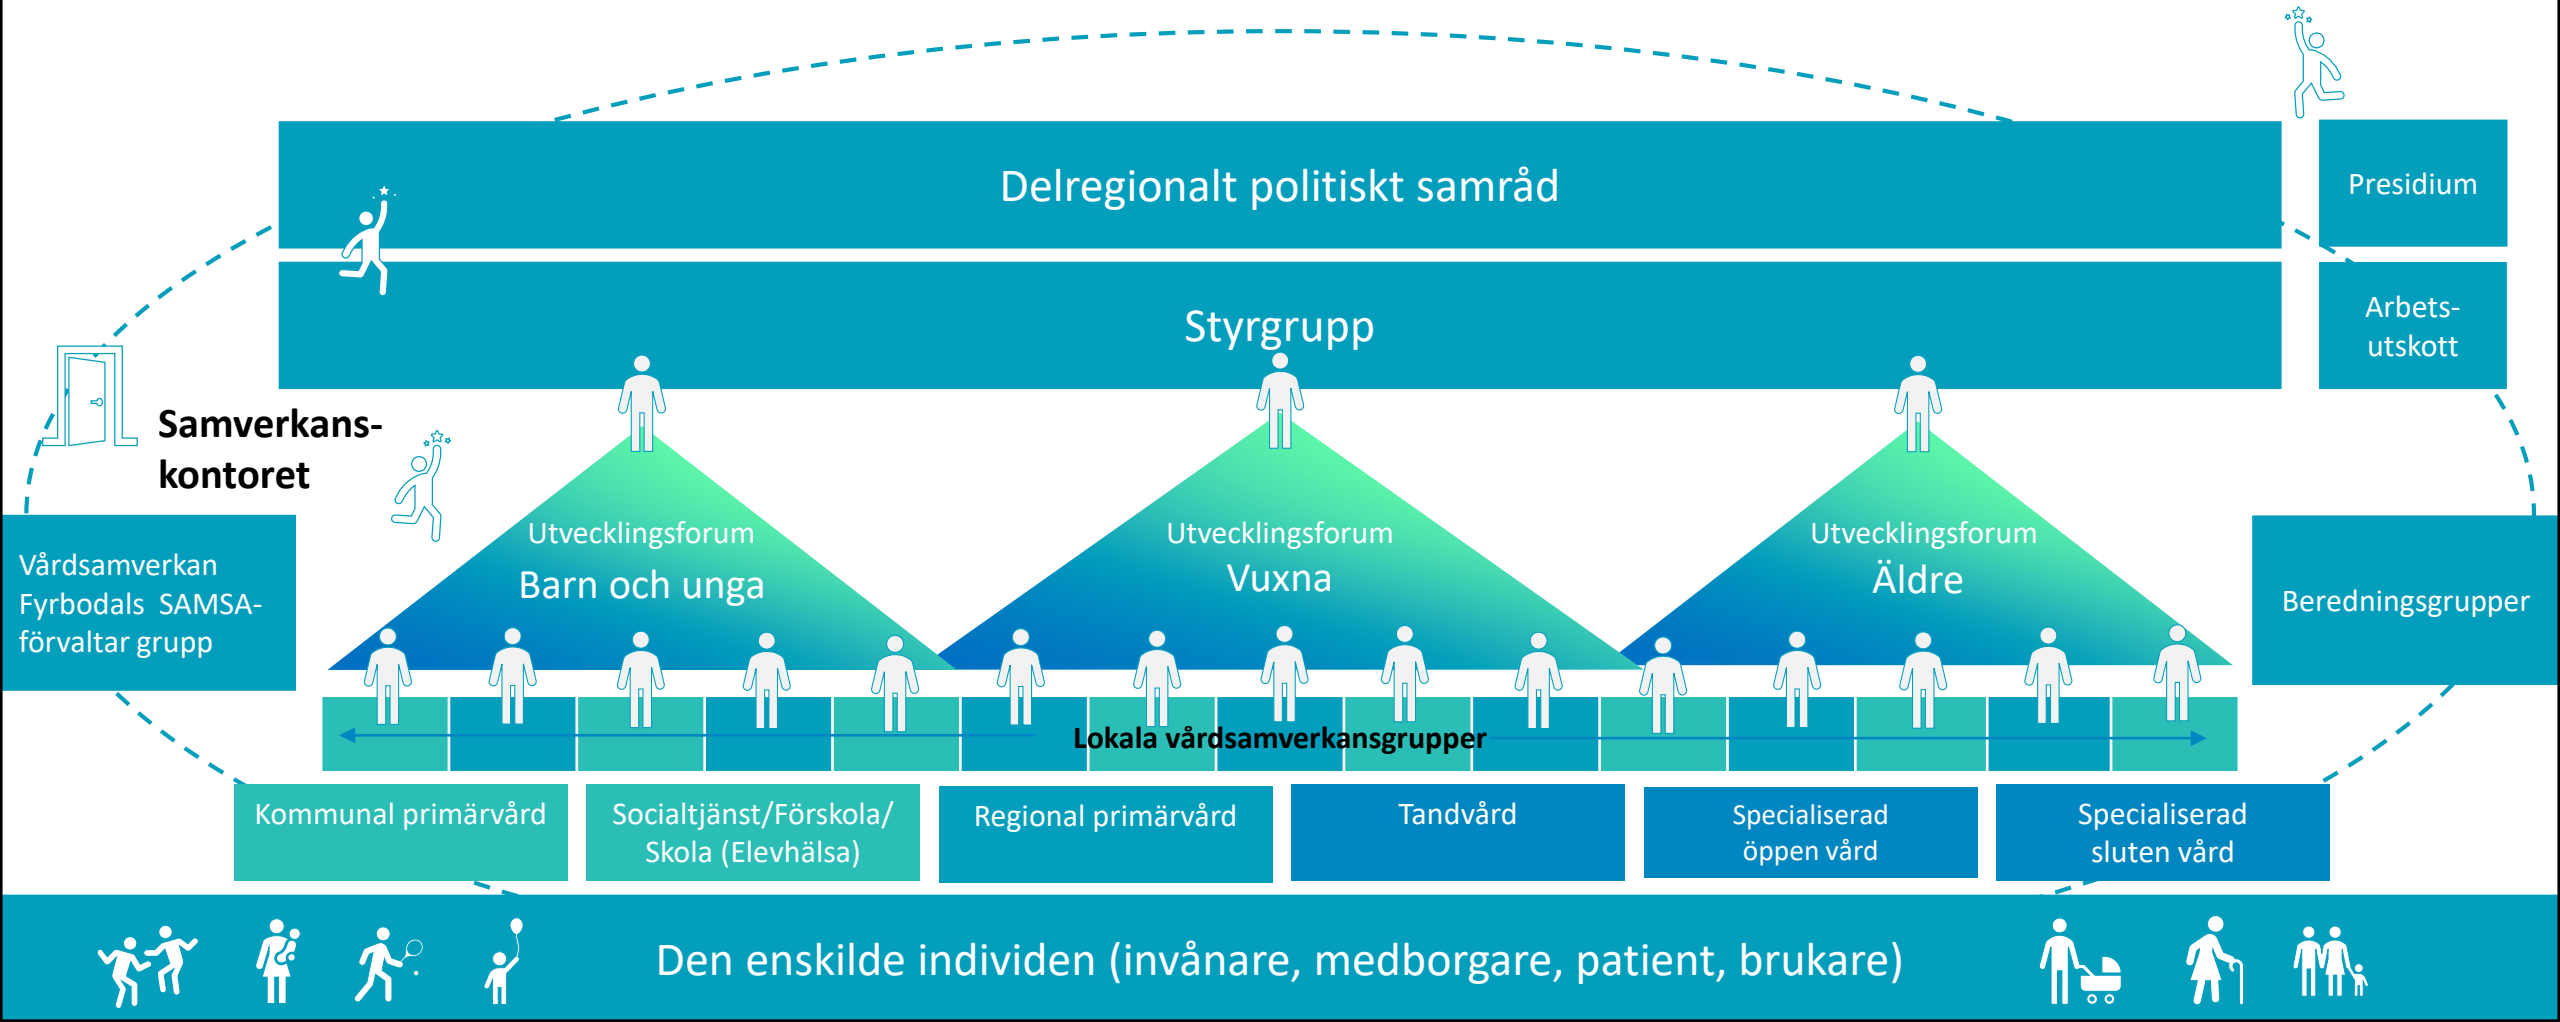 Delregionalt politiskt samråd
Presidium
Styrgrupp
Arbets-
utskott
Samverkans-
kontoret
Utvecklingsforum
Barn och unga
Utvecklingsforum
Vuxna
Utvecklingsforum
Äldre
Vårdsamverkan
Fyrbodals SAMSA-
förvaltar grupp
Beredningsgrupper
Lokala vårdsamverkansgrupper
Kommunal primärvård
Socialtjänst/Förskola/
Skola (Elevhälsa)
Regional primärvård
Tandvård
Specialiserad
öppen vård
Specialiserad
sluten vård
Den enskilde individen (invånare, medborgare, patient, brukare)